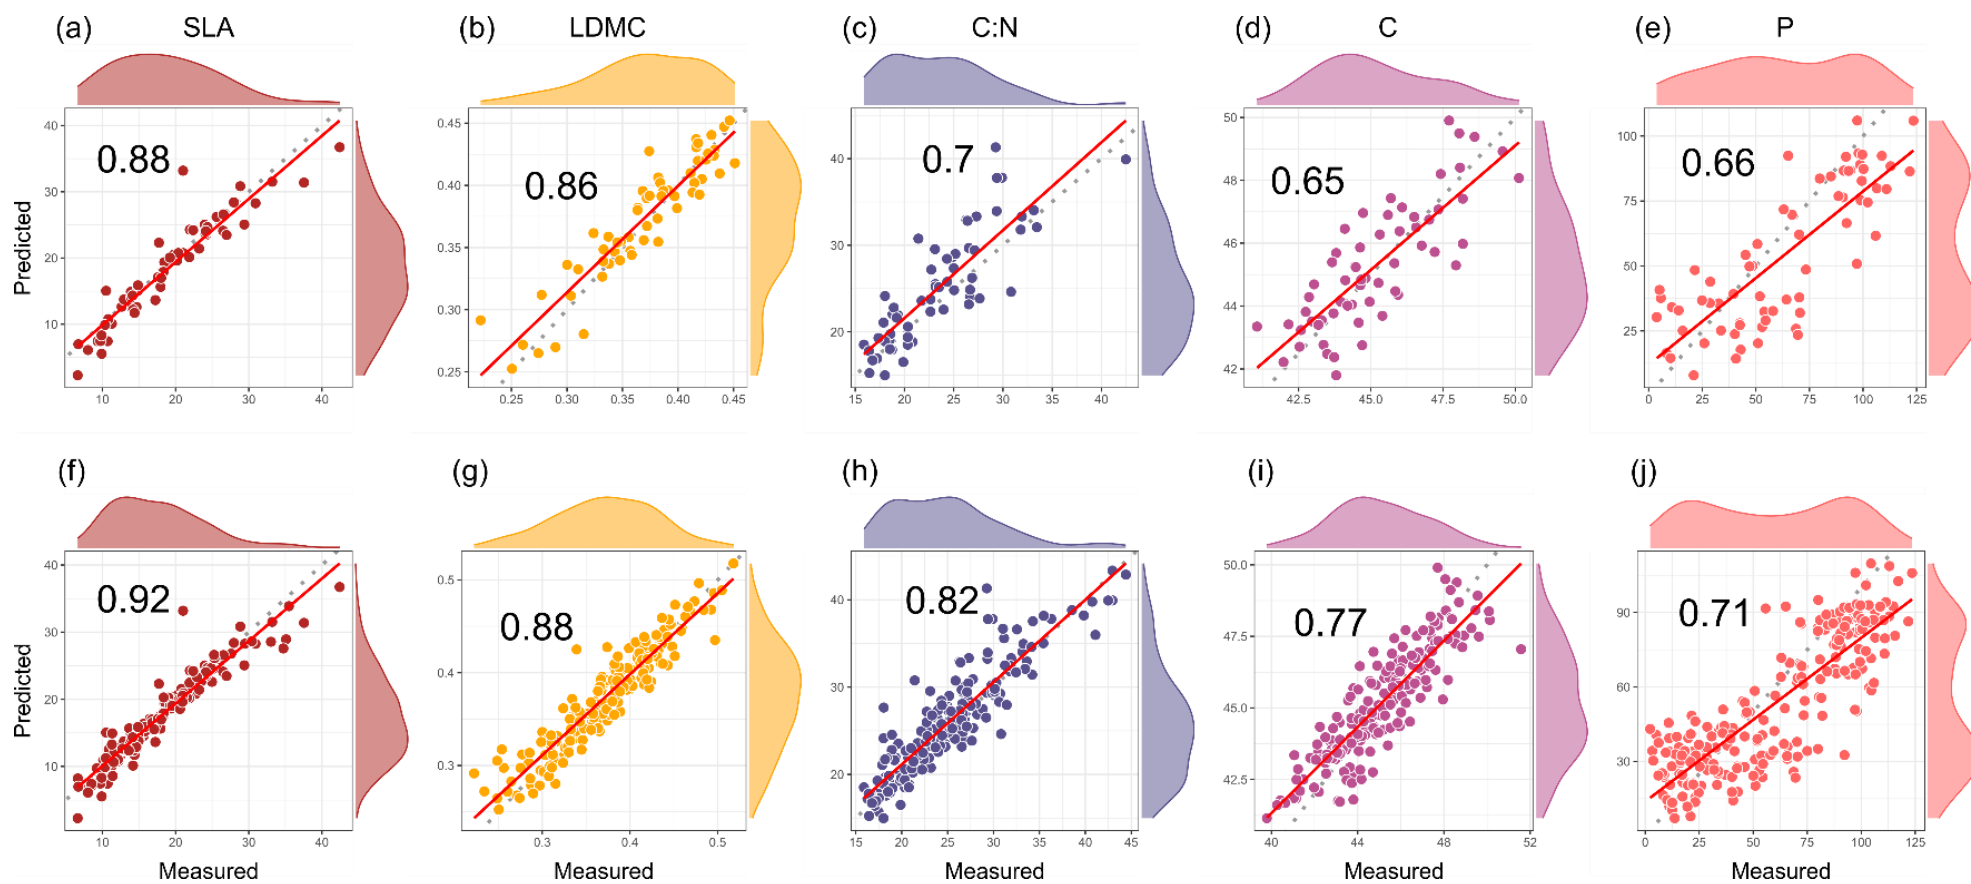 (a) SLA (b) LDMC (c) C:N (d) C (e) P
0.88 0.86 0.7 0.65 0.66
Predicted
40 30 20 10
0.45 0.40 0.35 0.30 0.25
40 30 20
50 48 46 44 42
100 75 50 25
10 20 30 40
0.25 0.30 0.35 0.40 0.45
15 20 25 30 35 40
42.5 45.0 47.5 50.0
0 25 50 75 100 125
(f) (g) (h) (i) (j)
0.92 0.88 0.82 0.77 0.71
Predicted
40 30 20 10
0.5 0.4 0.3
40 30 20
50.0 47.5 45.0 42.5
90 60 30
10 20 30 40
0.3 0.4 0.5
15 20 25 30 35 40 45
40 44 48 52
0 25 50 75 100 125
Measured Measured Measured Measured Measured